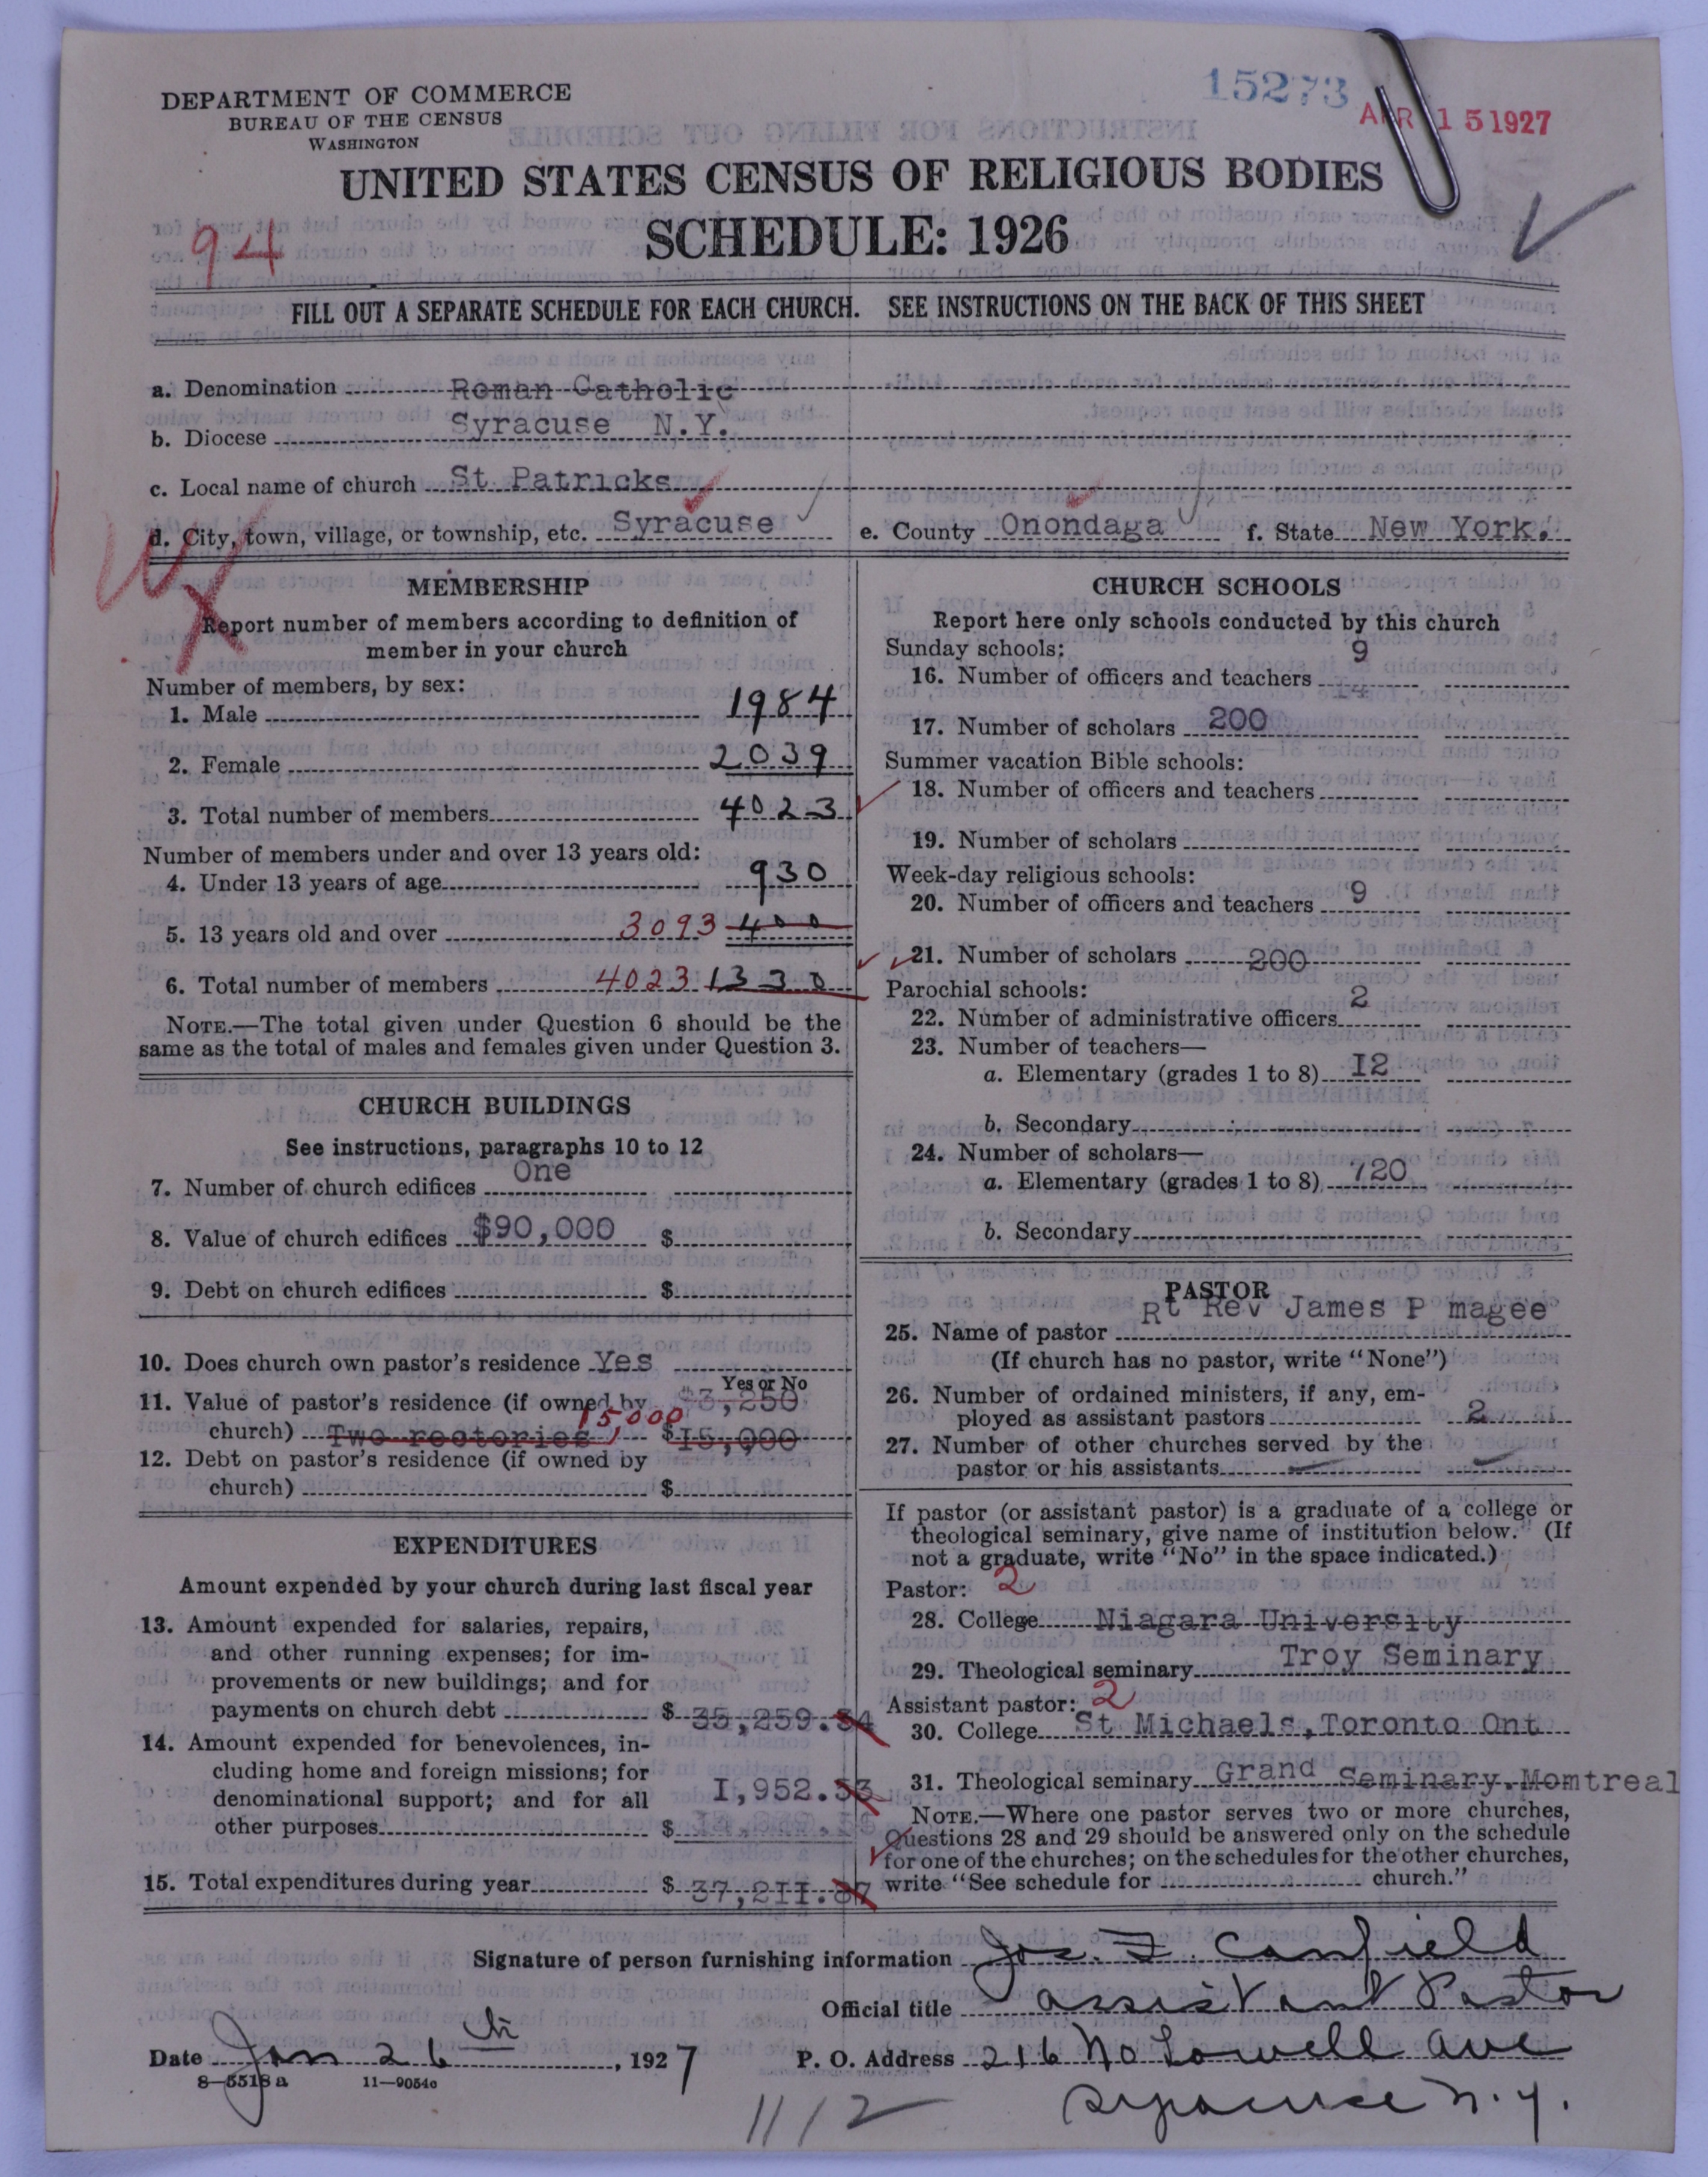 15273
APR 15 1927
DEPARTMENT OF COMMERCE
BUREAU OF THE CENSUS
WASHINGTON
UNITED STATES CENSUS OF RELIGIOUS BODIES
SCHEDULE: 1926
94
FILL OUT A SEPARATE SCHEDULE FOR EACH CHURCH. SEE INSTRUCTIONS ON THE BACK OF THIS SHEET
a. Denomination Roman Catholic
b. Diocese Syracuse N.Y.
c. Local name of church St Patricks
d. City, town, village, or township, etc. Syracuse e. County Onondaga f. State New York.
MEMBERSHIP
Report number of members according to definition of
member in your church
Number of members, by sex:
1. Male 1984
2. Female 2039
3. Total number of members 4023
Number of members under and over 13 years old:
4. Under 13 years of age 930
5. 13 years old and over 3093 400
6. Total number of members 4023 1330
NOTE.—The total given under Question 6 should be the
same as the total of males and females given under Question 3.
CHURCH BUILDINGS
See instructions, paragraphs 10 to 12
7. Number of church edifices One
8. Value of church edifices $90,000 $
9. Debt on church edifices $
10. Does church own pastor's residence Yes
Yes or No
11. Value of pastor's residence (if owned by $3,250
church) Two rectories 15,000 $15,000
12. Debt on pastor's residence (if owned by
church) $
EXPENDITURES
Amount expended by your church during last fiscal year
13. Amount expended for salaries, repairs,
and other running expenses; for im-
provements or new buildings; and for
payments on church debt $ 35,259.34
14. Amount expended for benevolences, in-
cluding home and foreign missions; for
denominational support; and for all 1,952.53
other purposes $
15. Total expenditures during year $ 37,211.87
CHURCH SCHOOLS
Report here only schools conducted by this church
Sunday schools:
16. Number of officers and teachers 9
14
17. Number of scholars 200
Summer vacation Bible schools:
18. Number of officers and teachers
19. Number of scholars
Week-day religious schools:
20. Number of officers and teachers 9
21. Number of scholars 200
Parochial schools:
22. Number of administrative officers 2
23. Number of teachers—
a. Elementary (grades 1 to 8) 12
b. Secondary
24. Number of scholars—
a. Elementary (grades 1 to 8) 720
b. Secondary
PASTOR
25. Name of pastor Rt Rev James P magee
(If church has no pastor, write "None")
26. Number of ordained ministers, if any, em-
ployed as assistant pastors 2
27. Number of other churches served by the
pastor or his assistants
If pastor (or assistant pastor) is a graduate of a college or
theological seminary, give name of institution below. (If
not a graduate, write "No" in the space indicated.)
Pastor: 2
28. College Niagara University
29. Theological seminary Troy Seminary
Assistant pastor: 2
30. College St Michaels,Toronto Ont
31. Theological seminary Grand Seminary.Momtreal
NOTE.—Where one pastor serves two or more churches,
Questions 28 and 29 should be answered only on the schedule
for one of the churches; on the schedules for the other churches,
write "See schedule for church."
Signature of person furnishing information Jos. F. Canfield
Official title assistant Pastor
Date Jan 26th, 1927 P. O. Address 216 No Lowell ave
8—5518a 11—9054c
1112
Syracuse N.Y.